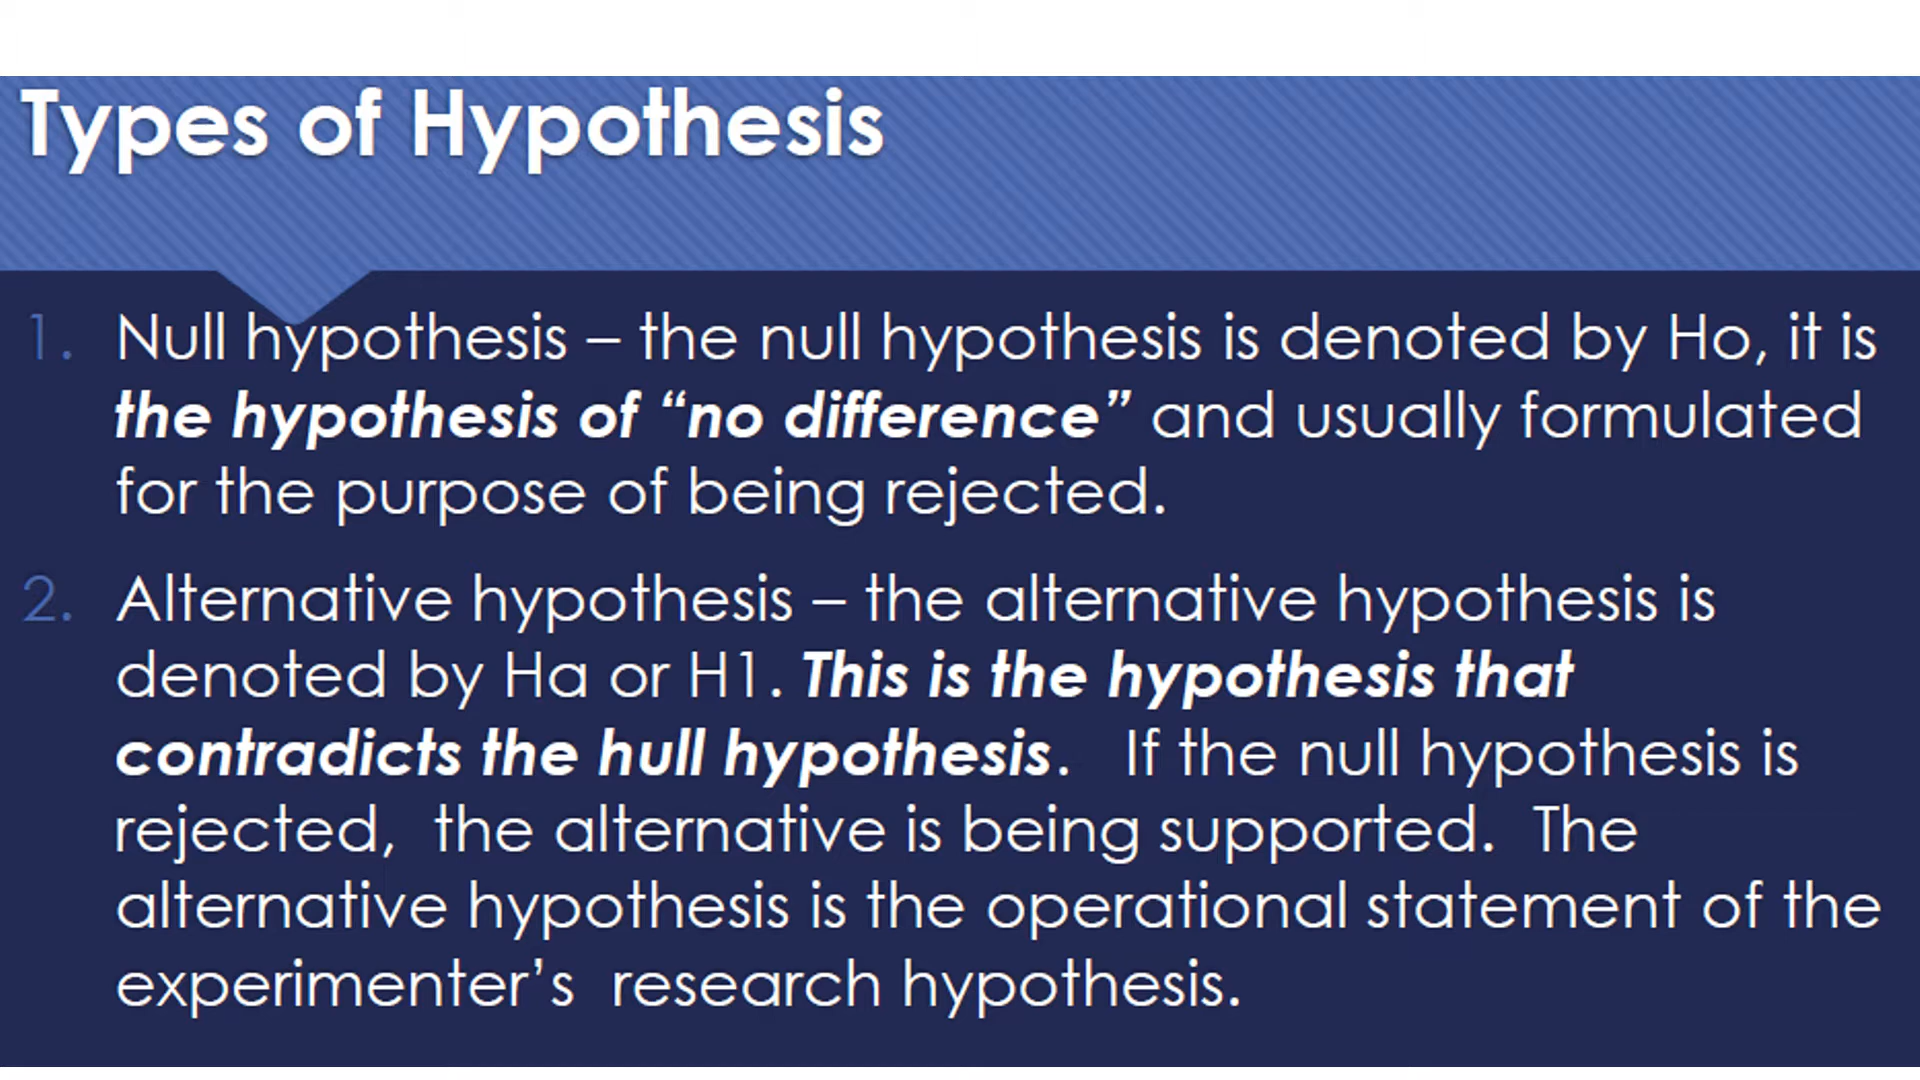 Types of Hypothesis
1. Null hypothesis – the null hypothesis is denoted by Ho, it is
the hypothesis of “no difference” and usually formulated
for the purpose of being rejected.
2. Alternative hypothesis – the alternative hypothesis is
denoted by Ha or H1. This is the hypothesis that
contradicts the hull hypothesis. If the null hypothesis is
rejected, the alternative is being supported. The
alternative hypothesis is the operational statement of the
experimenter’s research hypothesis.